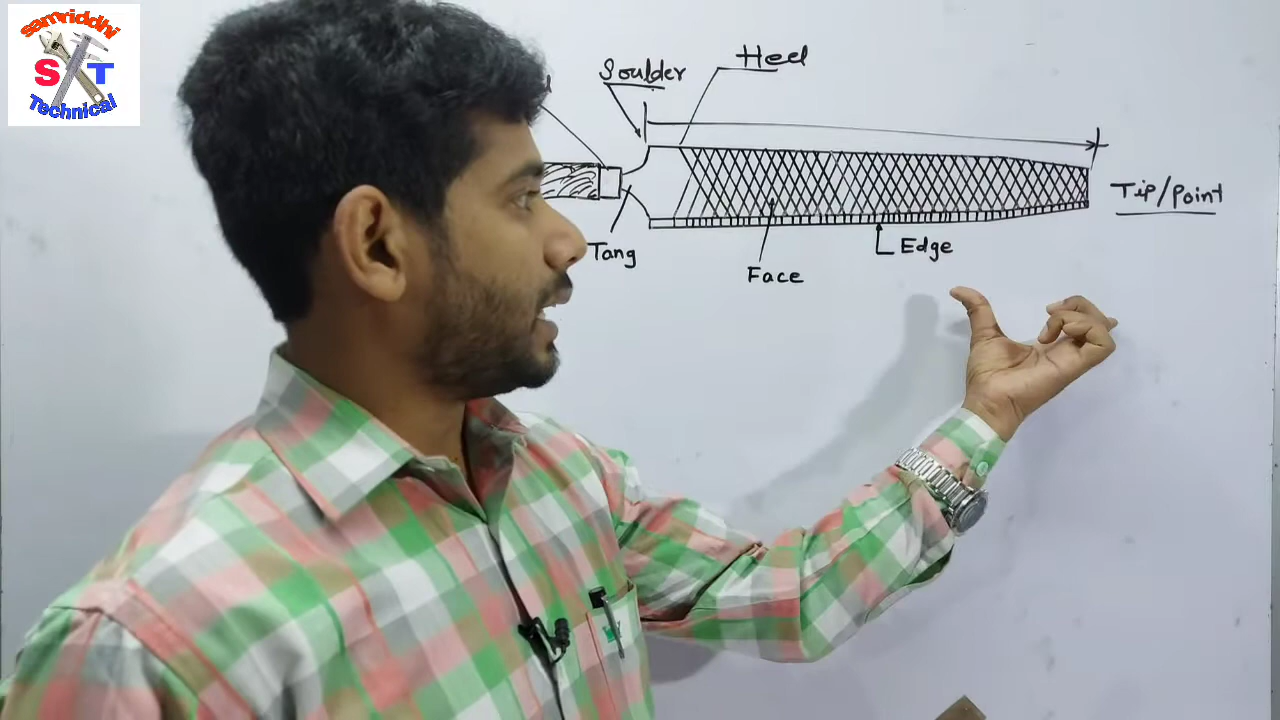 samriddhi
S T
Technical
Soulder
Heel
Tip/Point
Tang
Edge
Face